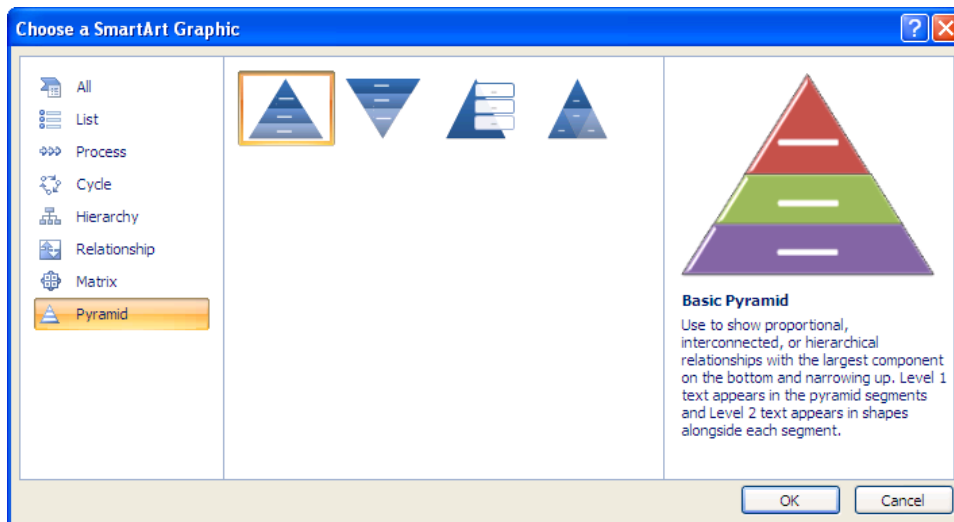 Choose a SmartArt Graphic
All
List
Process
Cycle
Hierarchy
Relationship
Matrix
Pyramid
Basic Pyramid
Use to show proportional,
interconnected, or hierarchical
relationships with the largest component
on the bottom and narrowing up. Level 1
text appears in the pyramid segments
and Level 2 text appears in shapes
alongside each segment.
OK
Cancel